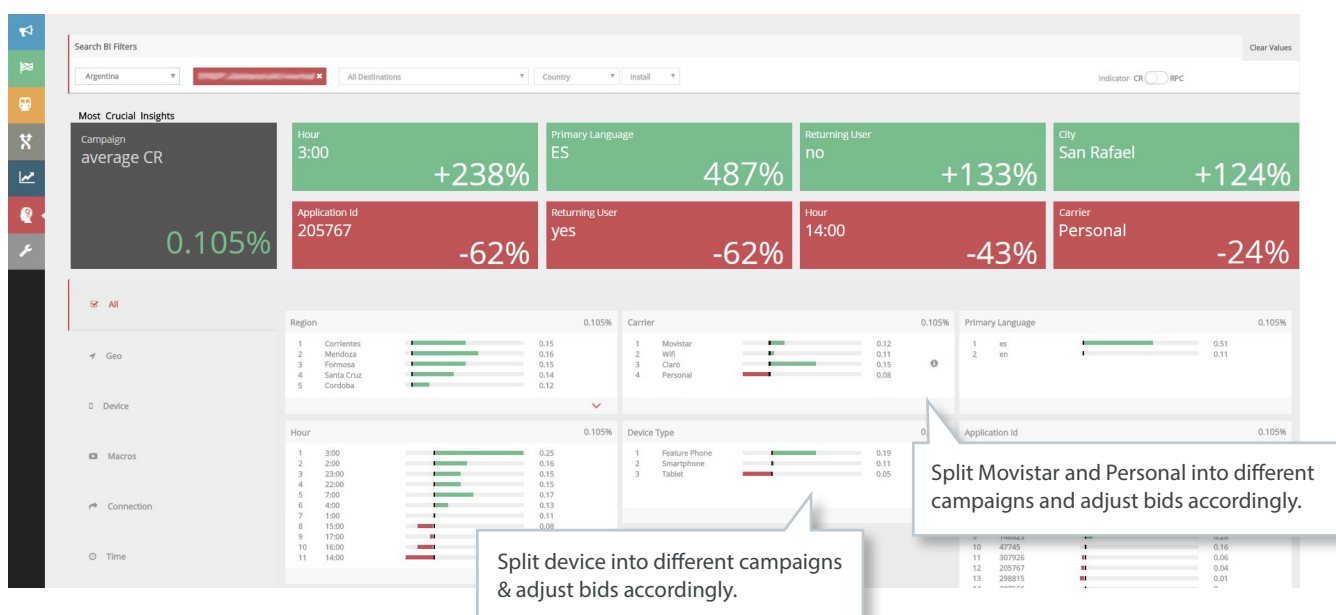 Search BI Filters
Clear Values
Argentina
All Destinations
Country
Install
Indicator CR RPC
Most Crucial Insights
Campaign
average CR
0.105%
Hour
3:00
+238%
Primary Language
ES
487%
Returning User
no
+133%
City
San Rafael
+124%
Application Id
205767
-62%
Returning User
yes
-62%
Hour
14:00
-43%
Carrier
Personal
-24%
All
Geo
Device
Macros
Connection
Time
Region 0.105%
1 Corrientes 0.15
2 Mendoza 0.16
3 Formosa 0.15
4 Santa Cruz 0.14
5 Cordoba 0.12
Carrier 0.105%
1 Movistar 0.12
2 Wifi 0.11
3 Claro 0.15
4 Personal 0.08
Primary Language 0.105%
1 es 0.51
2 en 0.11
Hour 0.105%
1 3:00 0.25
2 2:00 0.16
3 23:00 0.15
4 22:00 0.15
5 7:00 0.17
6 4:00 0.13
7 1:00 0.11
8 15:00 0.08
9 17:00
10 16:00
11 14:00
Device Type
1 Feature Phone 0.19
2 Smartphone 0.11
3 Tablet 0.05
Application Id 0.105%
10 47745 0.16
11 307926 0.06
12 205767 0.04
13 298815 0.01
Split Movistar and Personal into different
campaigns and adjust bids accordingly.
Split device into different campaigns
& adjust bids accordingly.